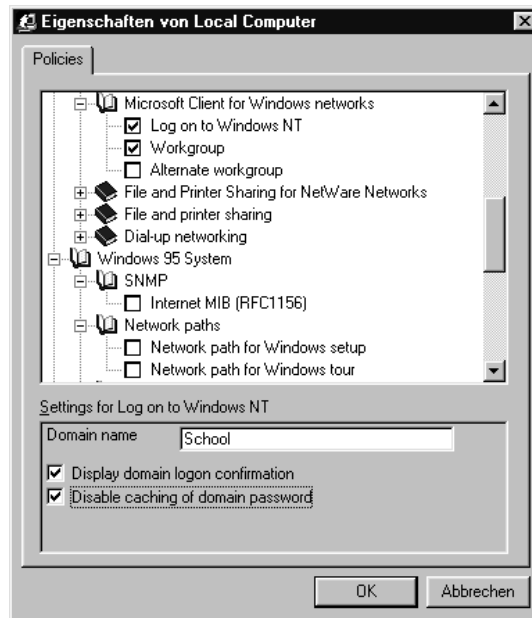 Eigenschaften von Local Computer
Policies
Microsoft Client for Windows networks
Log on to Windows NT
Workgroup
Alternate workgroup
File and Printer Sharing for NetWare Networks
File and printer sharing
Dial-up networking
Windows 95 System
SNMP
Internet MIB (RFC1156)
Network paths
Network path for Windows setup
Network path for Windows tour
Settings for Log on to Windows NT
Domain name School
Display domain logon confirmation
Disable caching of domain password
OK Abbrechen